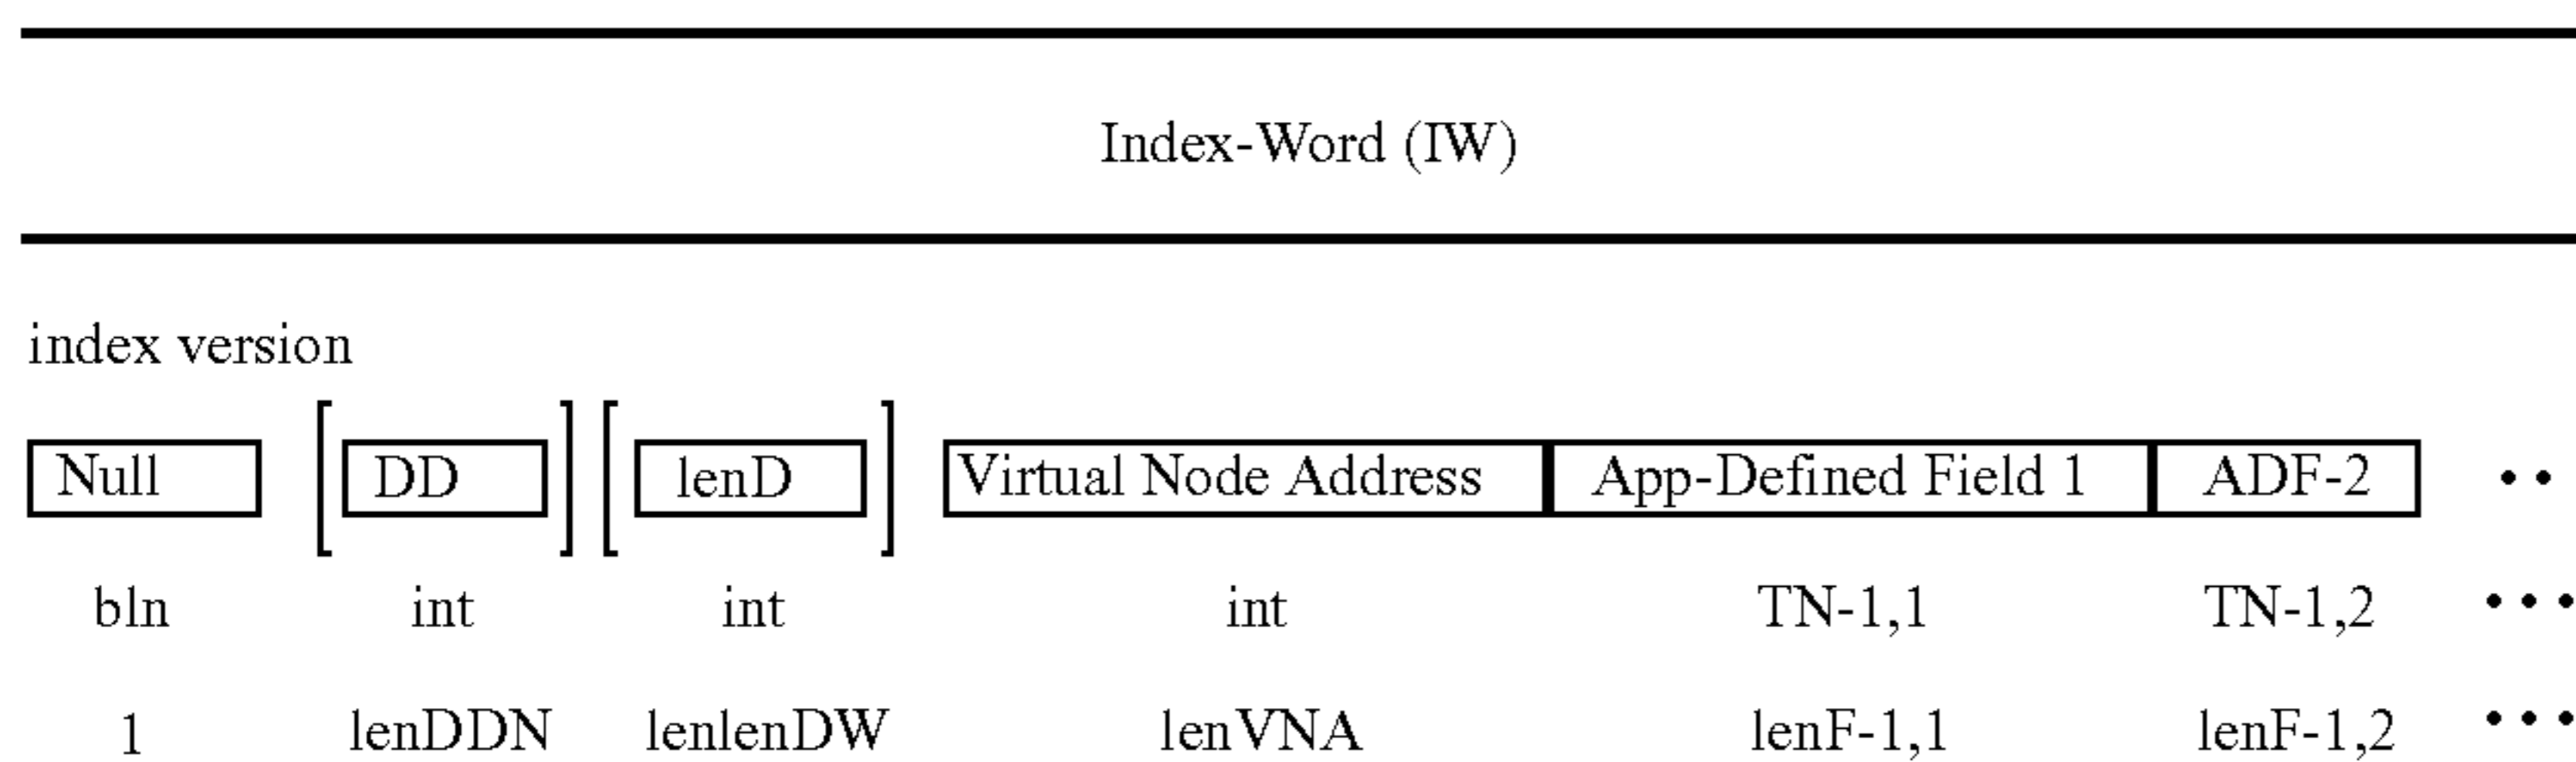 Index-Word (IW)
index version
Null [ DD ] [ lenD ] Virtual Node Address App-Defined Field 1 ADF-2 • •
bln int int int TN-1,1 TN-1,2 • • •
1 lenDDN lenlenDW lenVNA lenF-1,1 lenF-1,2 • • •